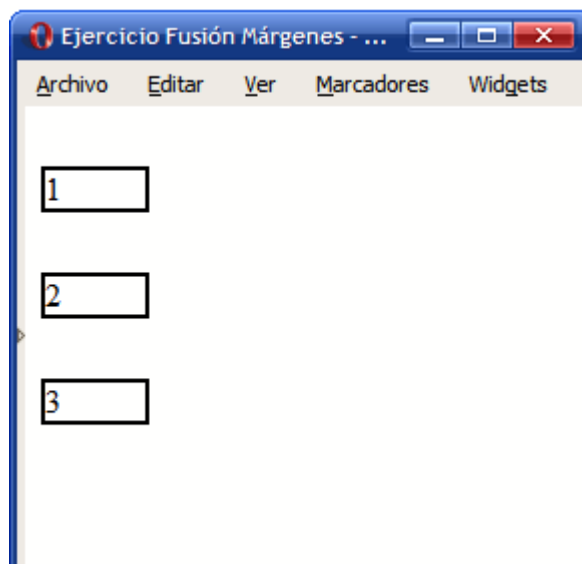 Ejercicio Fusión Márgenes - ...
Archivo Editar Ver Marcadores Widgets
1
2
3